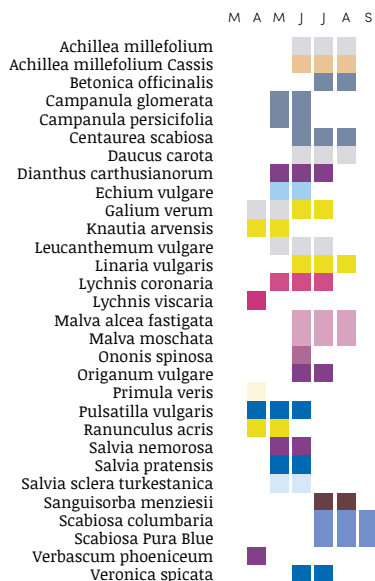 M A M J J A S
Achillea millefolium
Achillea millefolium Cassis
Betonica officinalis
Campanula glomerata
Campanula persicifolia
Centaurea scabiosa
Daucus carota
Dianthus carthusianorum
Echium vulgare
Galium verum
Knautia arvensis
Leucanthemum vulgare
Linaria vulgaris
Lychnis coronaria
Lychnis viscaria
Malva alcea fastigata
Malva moschata
Ononis spinosa
Origanum vulgare
Primula veris
Pulsatilla vulgaris
Ranunculus acris
Salvia nemorosa
Salvia pratensis
Salvia sclera turkestanica
Sanguisorba menziesii
Scabiosa columbaria
Scabiosa Pura Blue
Verbascum phoeniceum
Veronica spicata